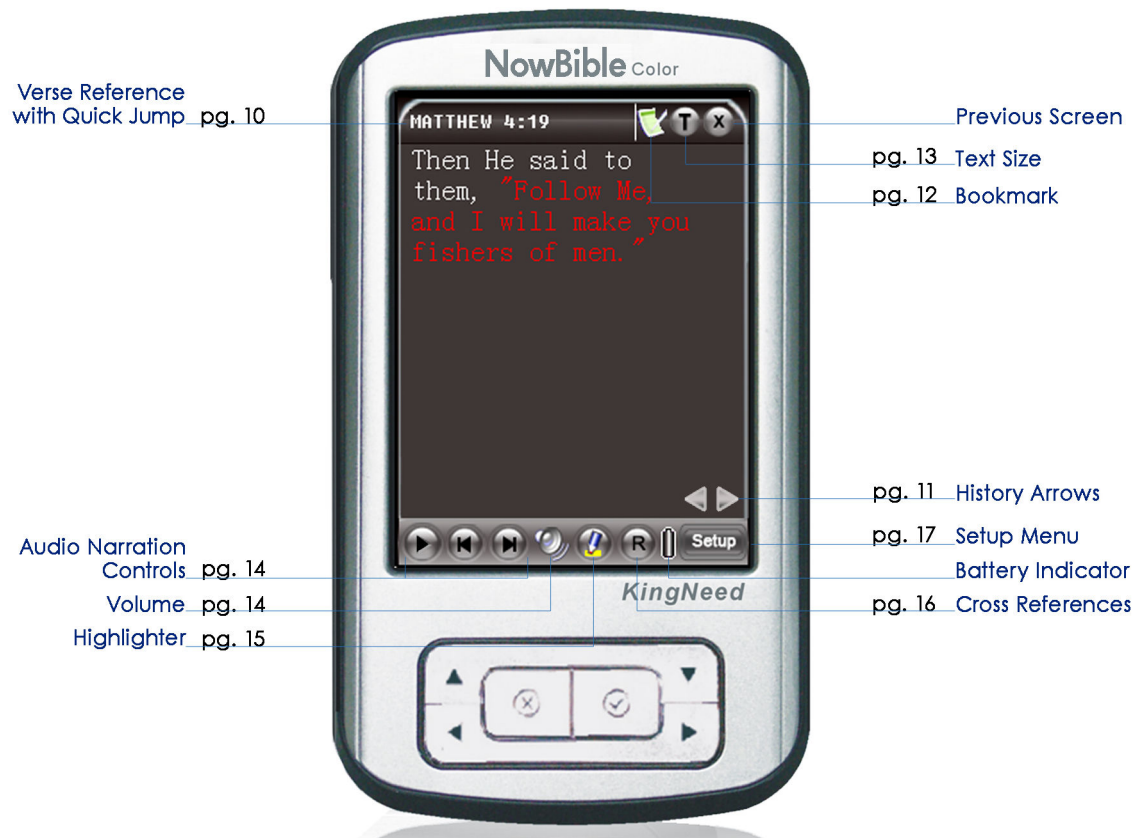 NowBible Color
Verse Reference
with Quick Jump pg. 10
MATTHEW 4:19
T
X
Previous Screen
pg. 13 Text Size
pg. 12 Bookmark
Then He said to
them, "Follow Me,
and I will make you
fishers of men."
pg. 11 History Arrows
pg. 17 Setup Menu
Battery Indicator
pg. 16 Cross References
R
Setup
Audio Narration
Controls pg. 14
Volume pg. 14
Highlighter pg. 15
KingNeed